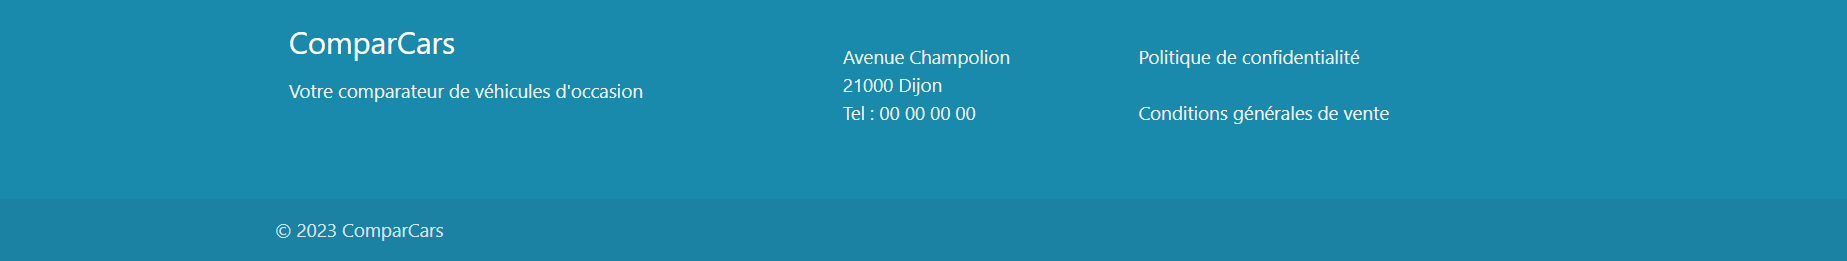 ComparCars
Votre comparateur de véhicules d'occasion
Avenue Champolion
21000 Dijon
Tel : 00 00 00 00
Politique de confidentialité
Conditions générales de vente
© 2023 ComparCars